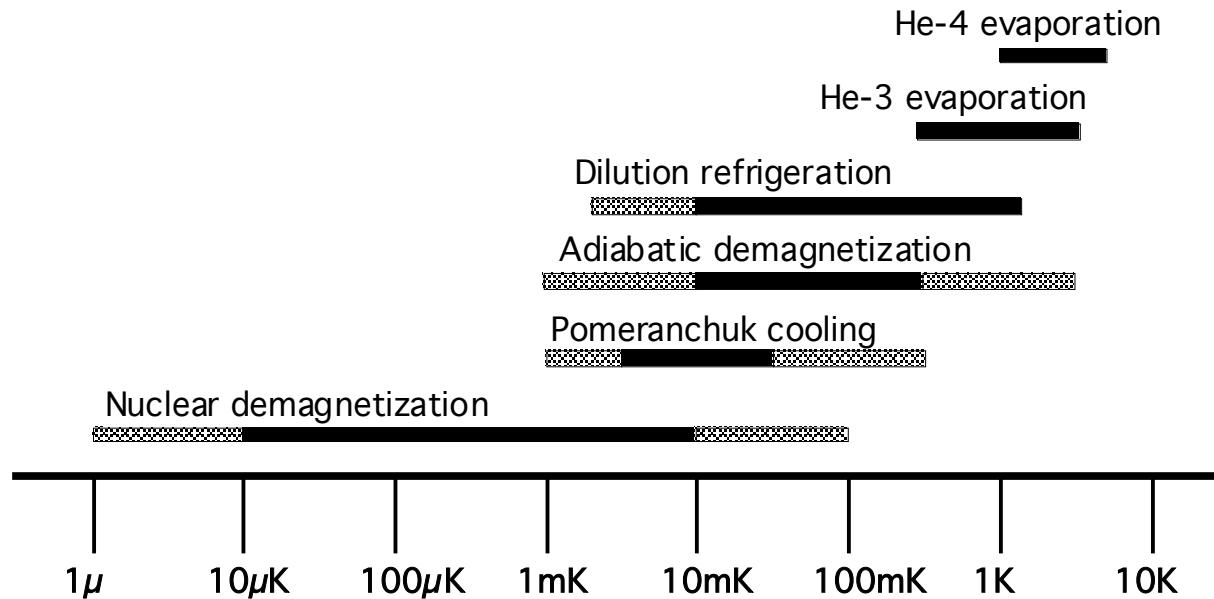 He-4 evaporation
He-3 evaporation
Dilution refrigeration
Adiabatic demagnetization
Pomeranchuk cooling
Nuclear demagnetization
1μ 10μK 100μK 1mK 10mK 100mK 1K 10K